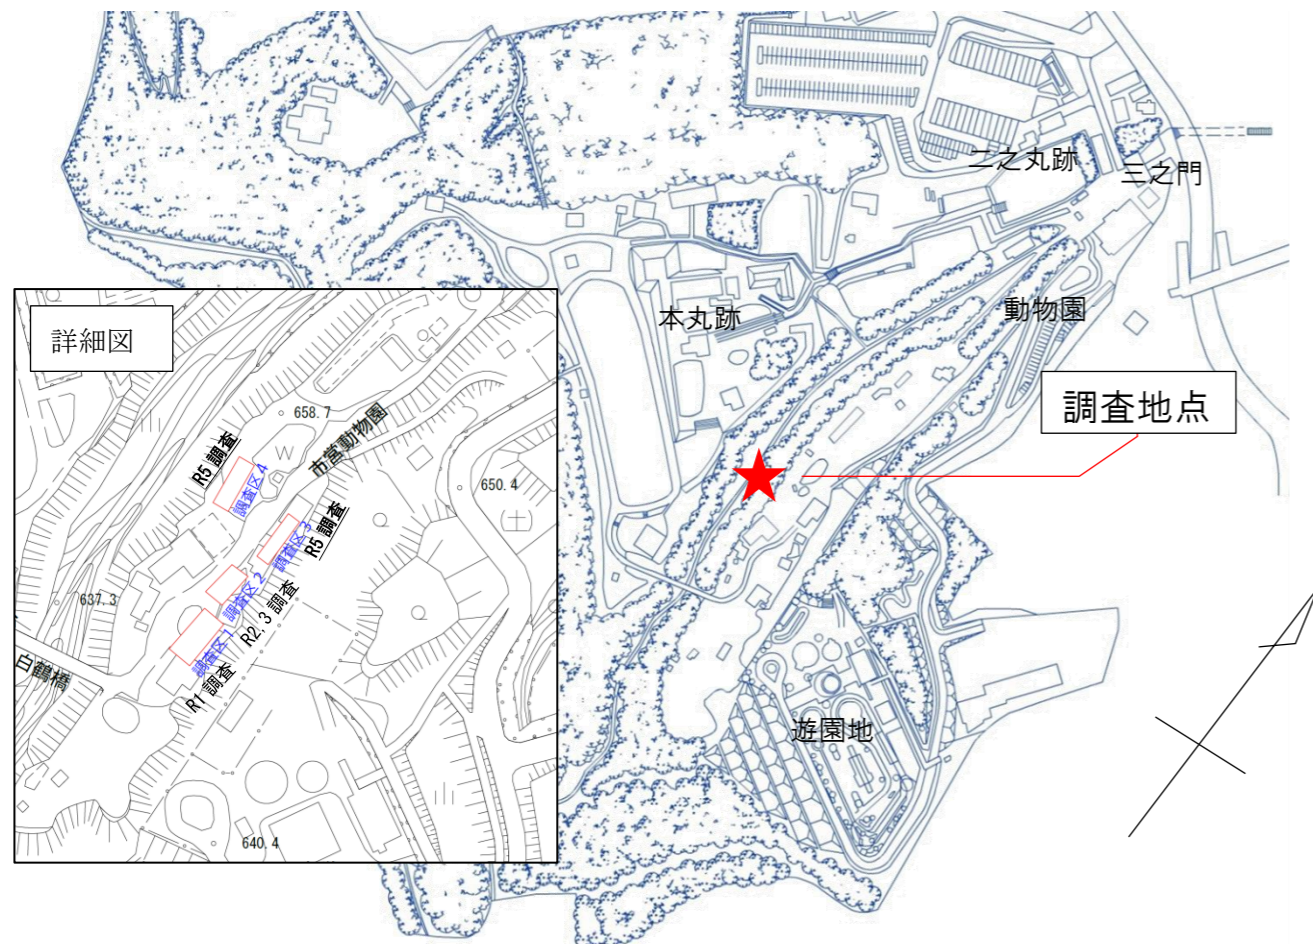 二之丸跡
三之門
本丸跡
動物園
調査地点
遊園地
詳細図
658.7
市営動物園
R5 調査
調査区 4
650.4
調査区 3
R5 調査
調査区 2
R2,3 調査
637.3
調査区 1
R1 調査
白鶴橋
640.4